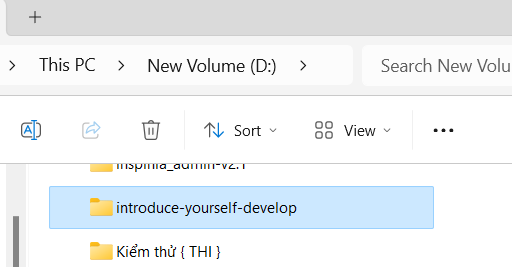 This PC > New Volume (D:) > Search New Volu
Sort View
inspinia_admin-v2.1
introduce-yourself-develop
Kiểm thử { THI }